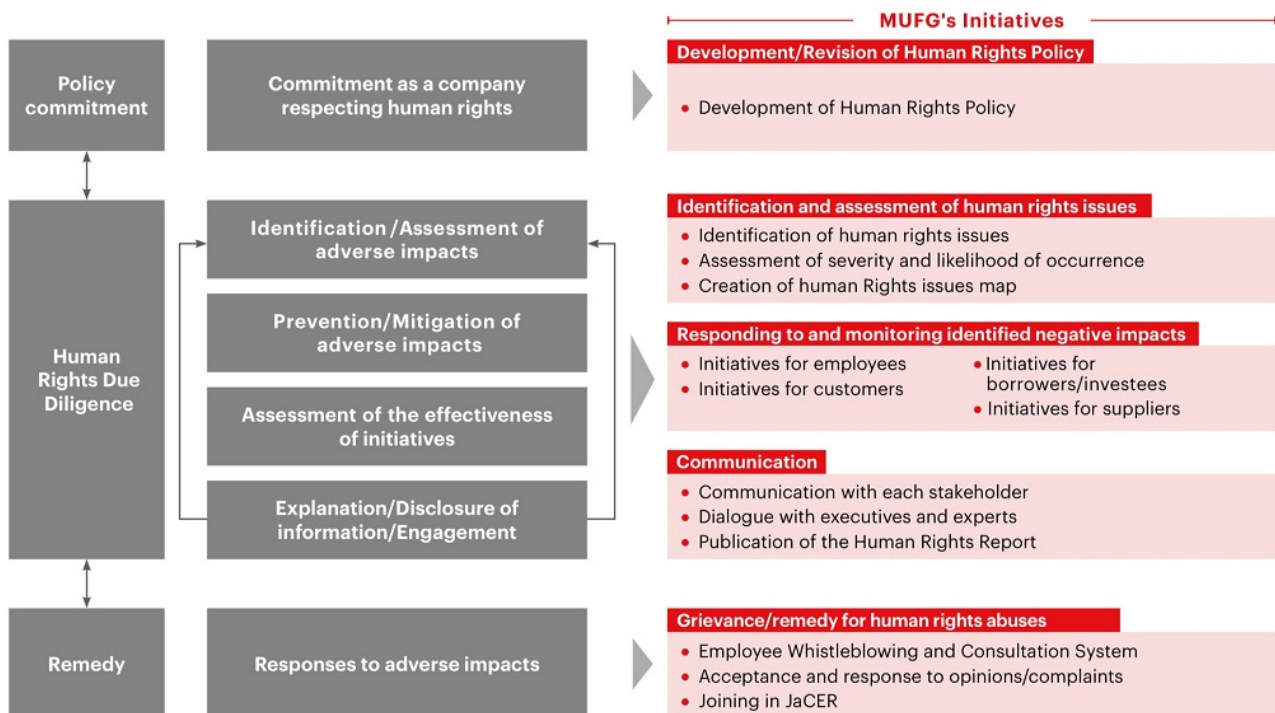 MUFG's Initiatives
Policy
commitment
Commitment as a company
respecting human rights
Development/Revision of Human Rights Policy
• Development of Human Rights Policy
Human
Rights Due
Diligence
Identification /Assessment of
adverse impacts
Prevention/Mitigation of
adverse impacts
Assessment of the effectiveness
of initiatives
Explanation/Disclosure of
information/Engagement
Identification and assessment of human rights issues
• Identification of human rights issues
• Assessment of severity and likelihood of occurrence
• Creation of human Rights issues map
Responding to and monitoring identified negative impacts
• Initiatives for employees
• Initiatives for customers
• Initiatives for
borrowers/investees
• Initiatives for suppliers
Communication
• Communication with each stakeholder
• Dialogue with executives and experts
• Publication of the Human Rights Report
Remedy
Responses to adverse impacts
Grievance/remedy for human rights abuses
• Employee Whistleblowing and Consultation System
• Acceptance and response to opinions/complaints
• Joining in JaCER